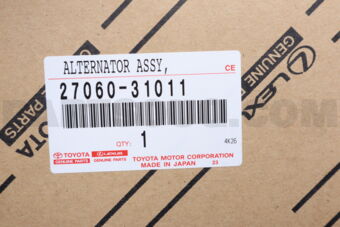 ALTERNATOR ASSY,
CE
27060-31011
QTY:
1
4K26
TOYOTA
GENUINE PARTS
LEXUS
GENUINE PARTS
TOYOTA MOTOR CORPORATION
MADE IN JAPAN
33
GENUINE PARTS
LEXUS